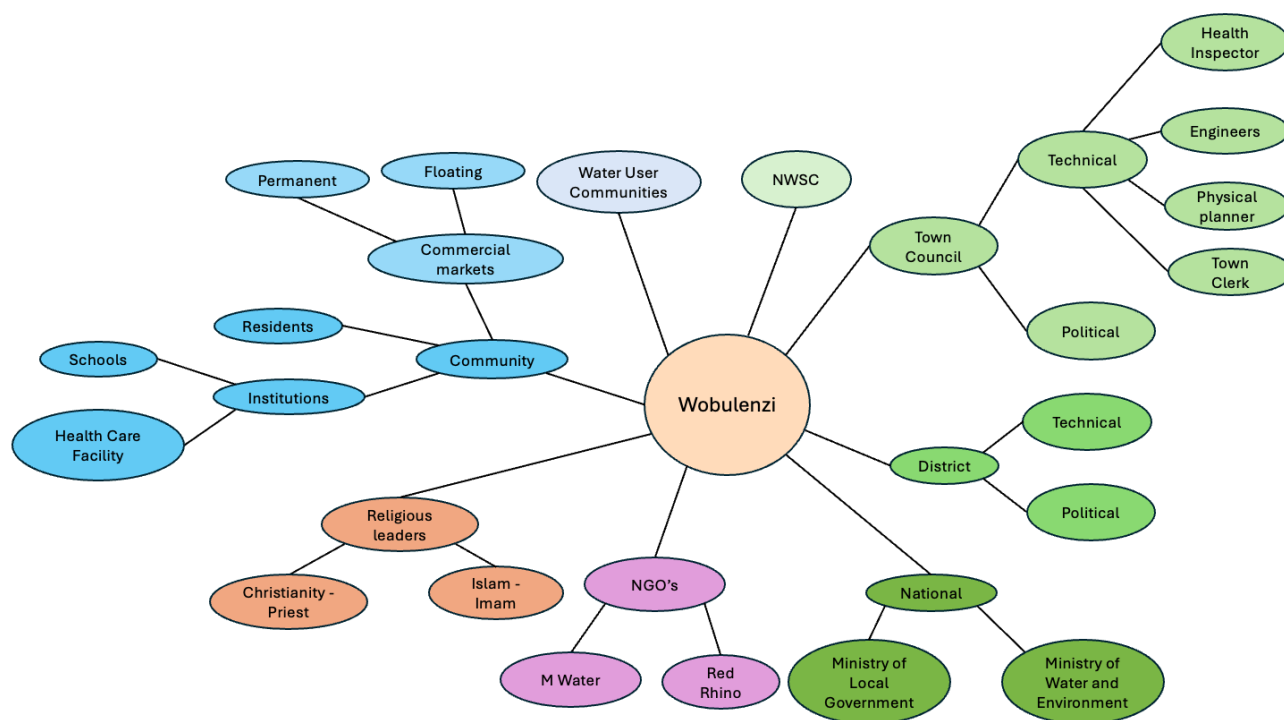 Health
Inspector
Engineers
Technical
Physical
planner
Town
Clerk
Town
Council
Political
NWSC
Water User
Communities
Floating
Permanent
Commercial
markets
Residents
Community
Schools
Institutions
Health Care
Facility
Wobulenzi
Technical
District
Political
Religious
leaders
Christianity -
Priest
Islam -
Imam
NGO's
M Water
Red
Rhino
National
Ministry of
Local
Government
Ministry of
Water and
Environment